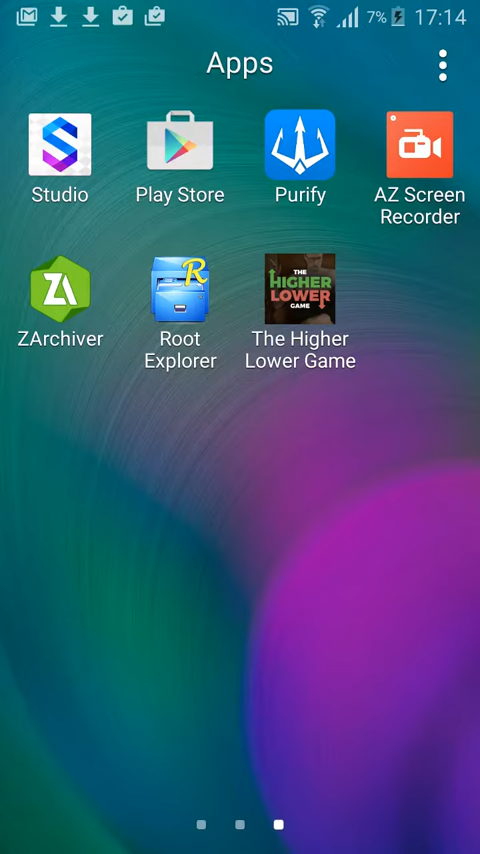 7% 17:14
Apps
Studio
Play Store
Purify
AZ Screen
Recorder
ZArchiver
Root
Explorer
THE
HIGHER
LOWER
GAME
The Higher
Lower Game